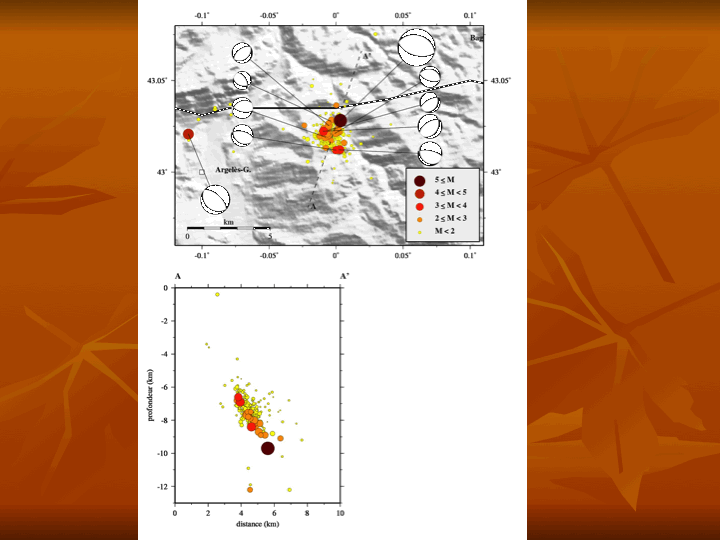 -0.1° -0.05° 0° 0.05° 0.1°
Bag
A"
43.05° 43.05°
43° 43°
Argelès-G.
A
km
0 5
5 ≤ M
4 ≤ M < 5
3 ≤ M < 4
2 ≤ M < 3
M < 2
-0.1° -0.05° 0° 0.05° 0.1°
A A"
0
-2
-4
-6
-8
-10
-12
profondeur (km)
0 2 4 6 8 10
distance (km)